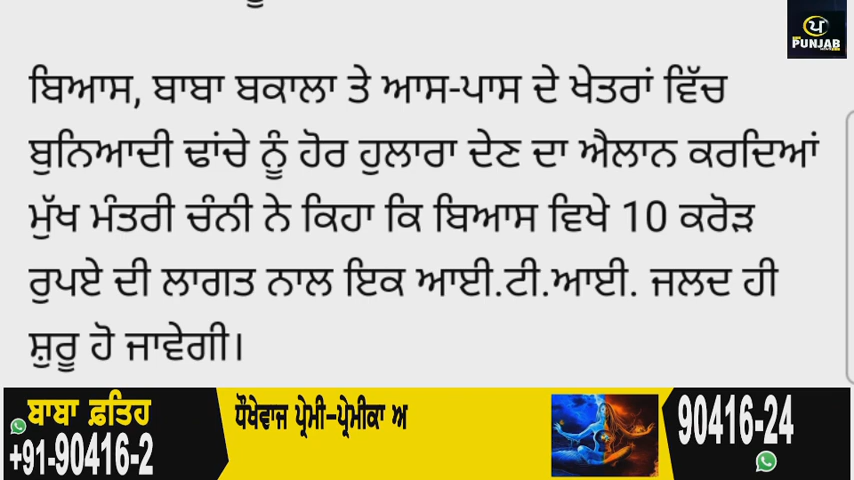 ਪ
PUNJAB
ਬਿਆਸ, ਬਾਬਾ ਬਕਾਲਾ ਤੇ ਆਸ-ਪਾਸ ਦੇ ਖੇਤਰਾਂ ਵਿੱਚ
ਬੁਨਿਆਦੀ ਢਾਂਚੇ ਨੂੰ ਹੋਰ ਹੁਲਾਰਾ ਦੇਣ ਦਾ ਐਲਾਨ ਕਰਦਿਆਂ
ਮੁੱਖ ਮੰਤਰੀ ਚੰਨੀ ਨੇ ਕਿਹਾ ਕਿ ਬਿਆਸ ਵਿਖੇ 10 ਕਰੋੜ
ਰੁਪਏ ਦੀ ਲਾਗਤ ਨਾਲ ਇਕ ਆਈ.ਟੀ.ਆਈ. ਜਲਦ ਹੀ
ਸ਼ੁਰੂ ਹੋ ਜਾਵੇਗੀ।
ਬਾਬਾ ਫ਼ਤਿਹ
+91-90416-2
ਧੌਖੇਵਾਜ ਪ੍ਰੇਮੀ-ਪ੍ਰੇਮੀਕਾ ਅ
90416-24